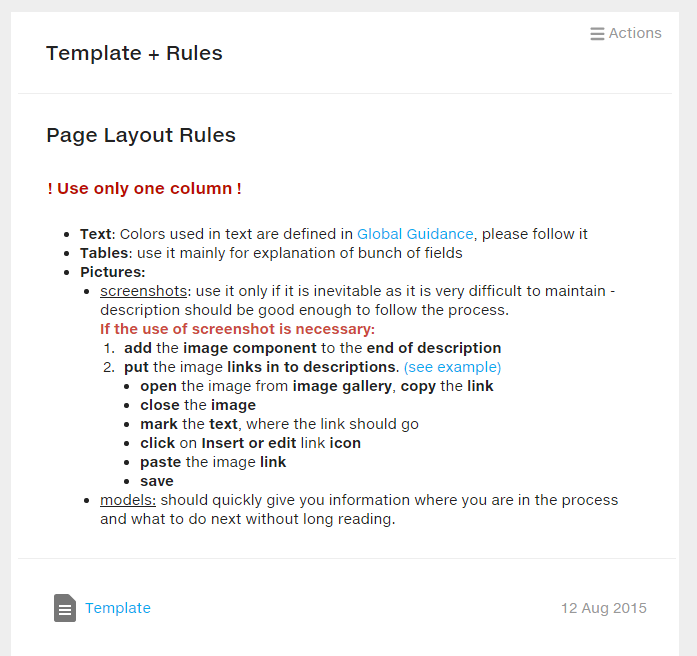 Actions
Template + Rules
Page Layout Rules
! Use only one column !
Text: Colors used in text are defined in Global Guidance, please follow it
Tables: use it mainly for explanation of bunch of fields
Pictures:
screenshots: use it only if it is inevitable as it is very difficult to maintain -
description should be good enough to follow the process.
If the use of screenshot is necessary:
1. add the image component to the end of description
2. put the image links in to descriptions. (see example)
open the image from image gallery, copy the link
close the image
mark the text, where the link should go
click on Insert or edit link icon
paste the image link
save
models: should quickly give you information where you are in the process
and what to do next without long reading.
Template 12 Aug 2015